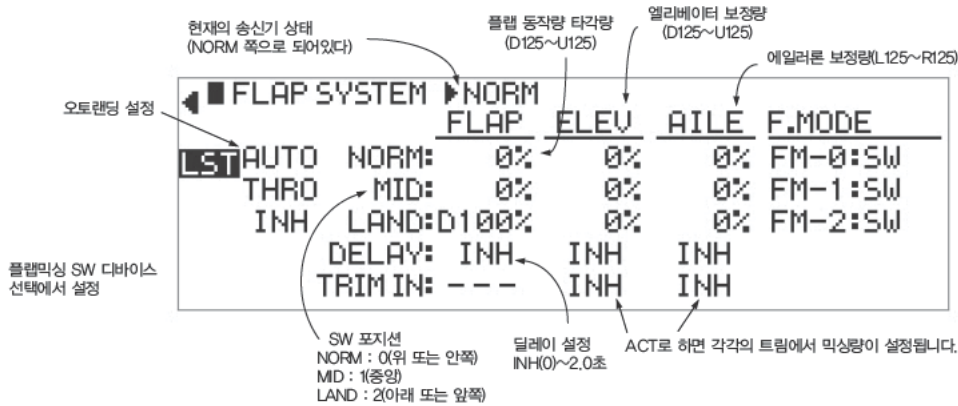 현재의 송신기 상태
(NORM 쪽으로 되어있다)
플랩 동작량 타각량
(D125~U125)
엘리베이터 보정량
(D125~U125)
에일러론 보정량(L125~R125)
오토랜딩 설정
FLAP SYSTEM ▶NORM
FLAP ELEV AILE F.MODE
LST AUTO NORM: 0% 0% 0% FM-0:SW
THRO MID: 0% 0% 0% FM-1:SW
INH LAND:D100% 0% 0% FM-2:SW
DELAY: INH INH INH
TRIM IN: --- INH INH
플랩믹싱 SW 디바이스
선택에서 설정
SW 포지션
NORM : 0(위 또는 안쪽)
MID : 1(중앙)
LAND : 2(아래 또는 앞쪽)
딜레이 설정
INH(0)~2.0초
ACT로 하면 각각의 트림에서 믹싱량이 설정됩니다.